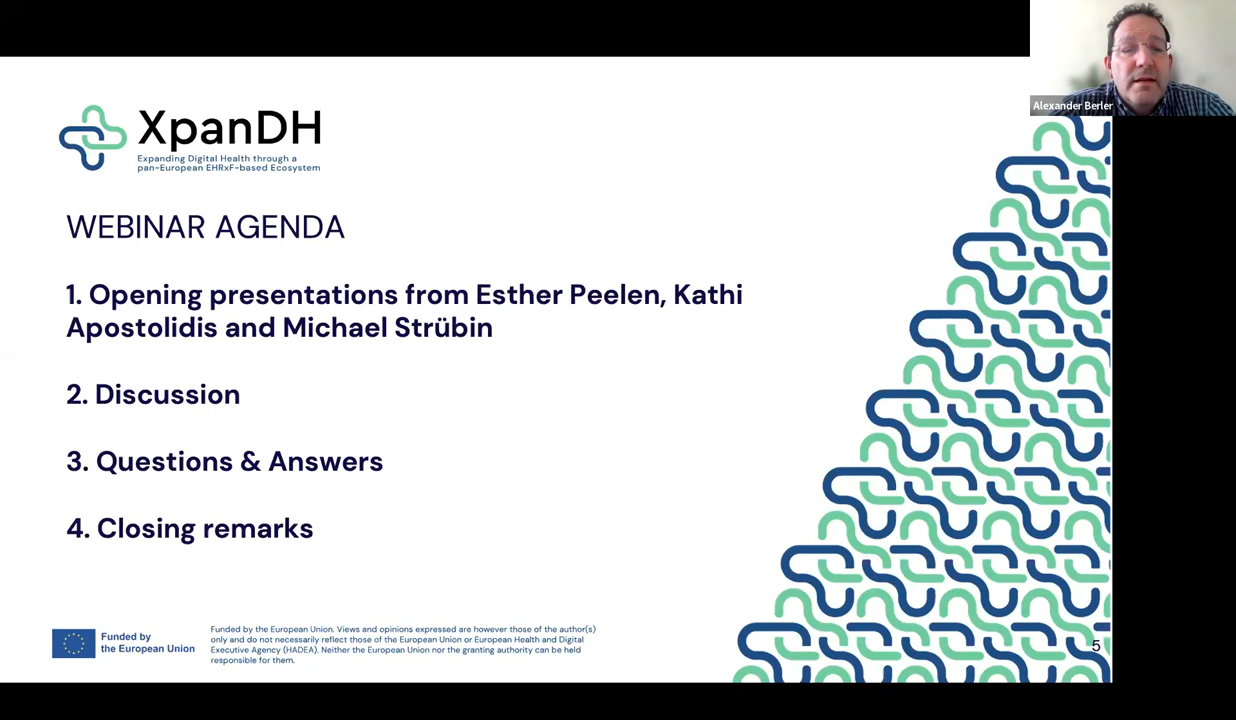 Alexander Berler
XpanDH
Expanding Digital Health through a
pan-European EHRxF-based Ecosystem
WEBINAR AGENDA
1. Opening presentations from Esther Peelen, Kathi
Apostolidis and Michael Strübin
2. Discussion
3. Questions & Answers
4. Closing remarks
Funded by
the European Union
Funded by the European Union. Views and opinions expressed are however those of the author(s)
only and do not necessarily reflect those of the European Union or European Health and Digital
Executive Agency (HADEA). Neither the European Union nor the granting authority can be held
responsible for them.
5